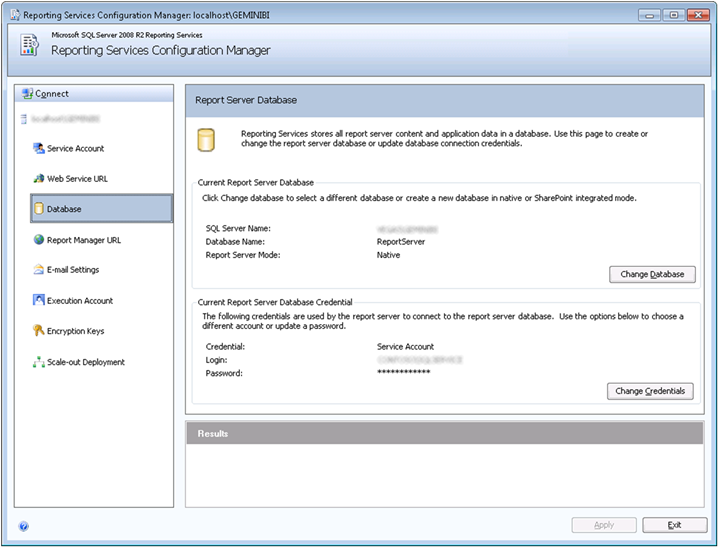 Reporting Services Configuration Manager: localhost\GEMINIBI
Microsoft SQL Server 2008 R2 Reporting Services
Reporting Services Configuration Manager
Connect
Service Account
Web Service URL
Database
Report Manager URL
E-mail Settings
Execution Account
Encryption Keys
Scale-out Deployment
Report Server Database
Reporting Services stores all report server content and application data in a database. Use this page to create or
change the report server database or update database connection credentials.
Current Report Server Database
Click Change database to select a different database or create a new database in native or SharePoint integrated mode.
SQL Server Name:
Database Name: ReportServer
Report Server Mode: Native
Change Database
Current Report Server Database Credential
The following credentials are used by the report server to connect to the report server database. Use the options below to choose a
different account or update a password.
Credential: Service Account
Login:
Password: ************
Change Credentials
Results
Apply
Exit